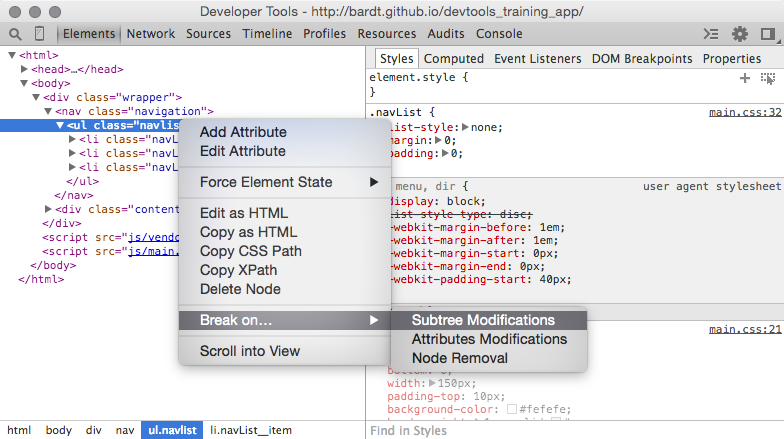 Developer Tools - http://bardt.github.io/devtools_training_app/
Elements Network Sources Timeline Profiles Resources Audits Console
<html>
<head>…</head>
<body>
<div class="wrapper">
<nav class="navigation">
<ul class="navlist
<li class="navL
<li class="navL
<li class="navL
</ul>
</nav>
<div class="content
</div>
<script src="js/vendo
<script src="js/main.
</body>
</html>
Add Attribute
Edit Attribute
Force Element State
Edit as HTML
Copy as HTML
Copy CSS Path
Copy XPath
Delete Node
Break on…
Scroll into View
Subtree Modifications
Attributes Modifications
Node Removal
Styles Computed Event Listeners DOM Breakpoints Properties
element.style {
}
.navList { main.css:32
list-style: none;
margin: 0;
padding: 0;
menu, dir { user agent stylesheet
display: block;
list-style-type: disc;
-webkit-margin-before: 1em;
-webkit-margin-after: 1em;
-webkit-margin-start: 0px;
-webkit-margin-end: 0px;
-webkit-padding-start: 40px;
main.css:21
width: 150px;
padding-top: 10px;
background-color: #fefefe;
html body div nav ul.navlist li.navL__item
Find in Styles